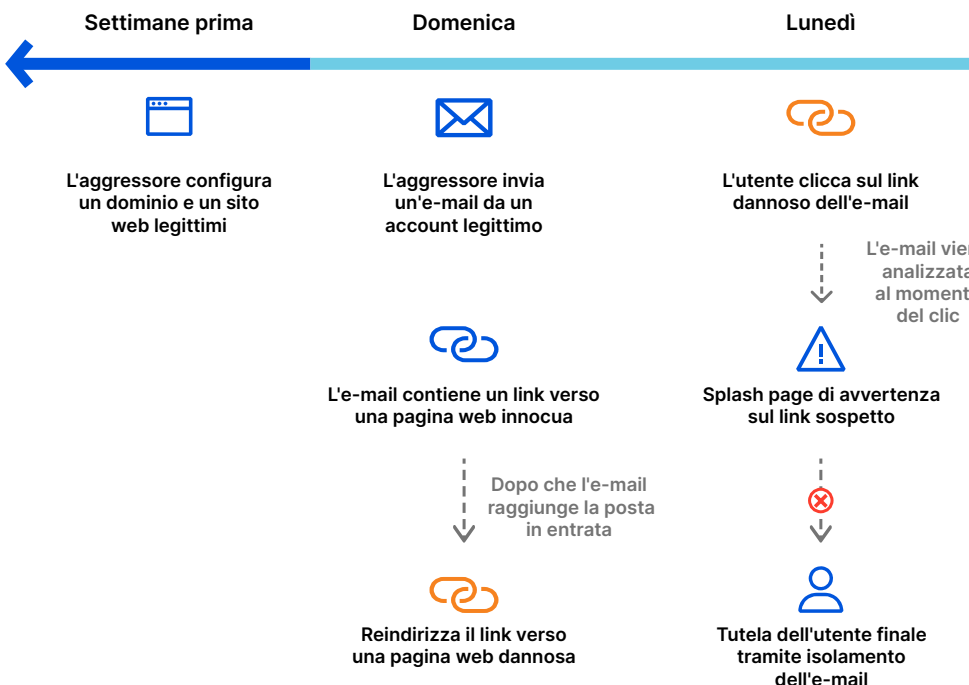 Settimane prima
Domenica
Lunedì
L'aggressore configura
un dominio e un sito
web legittimi
L'aggressore invia
un'e-mail da un
account legittimo
L'utente clicca sul link
dannoso dell'e-mail
L'e-mail
analizzata
al
del clic
L'e-mail contiene un link verso
una pagina web innocua
Splash page di avvertenza
sul link sospetto
Dopo che l'e-mail
raggiunge la posta
in entrata
Reindirizza il link verso
una pagina web dannosa
Tutela dell'utente finale
tramite isolamento
dell'e-mail